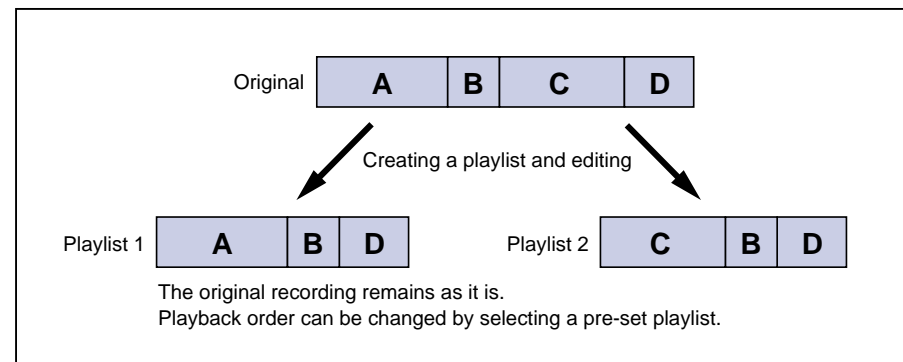 Original A B C D
Creating a playlist and editing
Playlist 1 A B D Playlist 2 C B D
The original recording remains as it is.
Playback order can be changed by selecting a pre-set playlist.